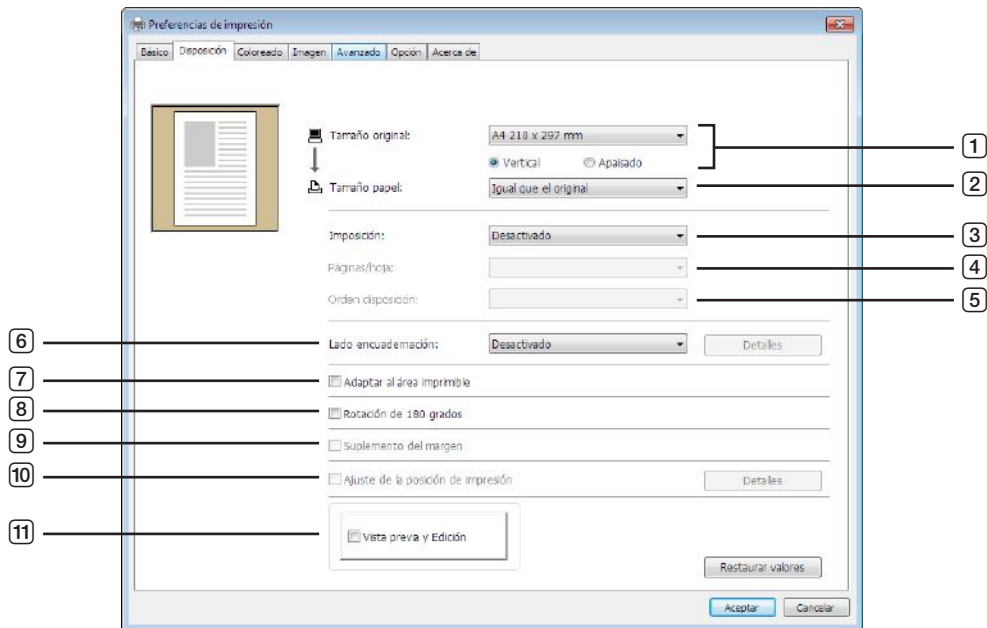 Preferencias de impresión
Básico Disposición Coloreado Imagen Avanzado Opción Acerca de
Tamaño original: A4 210 x 297 mm 1
Vertical Apaisado
Tamaño papel: Igual que el original 2
Imposición: Desactivado 3
Páginas/hoja: 4
Orden disposición: 5
6 Lado encuadernación: Desactivado Detalles
7 Adaptar al área imprimible
8 Rotación de 180 grados
9 Suplemento del margen
10 Ajuste de la posición de impresión Detalles
11 Vista previa y Edición
Restaurar valores
Aceptar Cancelar